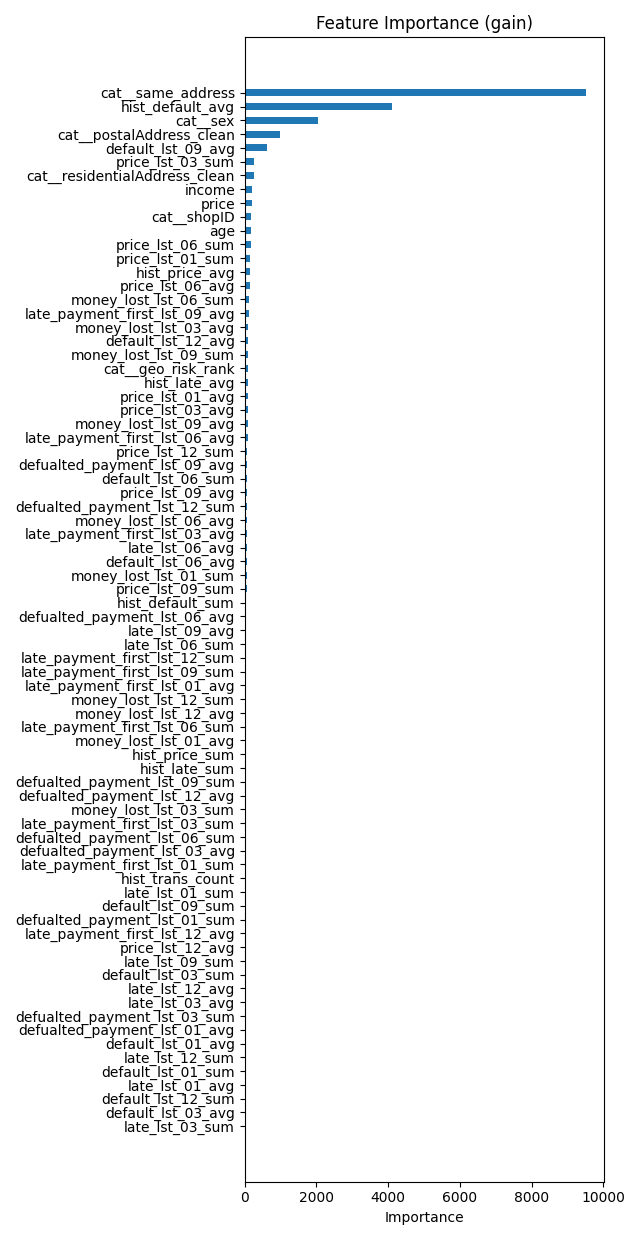 Feature Importance (gain)
cat__same_address
hist_default_avg
cat__sex
cat__postalAddress_clean
default_lst_09_avg
price_lst_03_sum
cat__residentialAddress_clean
income
price
cat__shopID
age
price_lst_06_sum
price_lst_01_sum
hist_price_avg
price_lst_06_avg
money_lost_lst_06_sum
late_payment_first_lst_09_avg
money_lost_lst_03_avg
default_lst_12_avg
money_lost_lst_09_sum
cat__geo_risk_rank
hist_late_avg
price_lst_01_avg
price_lst_03_avg
money_lost_lst_09_avg
late_payment_first_lst_06_avg
price_lst_12_sum
defualted_payment_lst_09_avg
default_lst_06_sum
price_lst_09_avg
defualted_payment_lst_12_sum
money_lost_lst_06_avg
late_payment_first_lst_03_avg
late_lst_06_avg
default_lst_06_avg
money_lost_lst_01_sum
price_lst_09_sum
hist_default_sum
defualted_payment_lst_06_avg
late_lst_09_avg
late_lst_06_sum
late_payment_first_lst_12_sum
late_payment_first_lst_09_sum
late_payment_first_lst_01_avg
money_lost_lst_12_sum
money_lost_lst_12_avg
late_payment_first_lst_06_sum
money_lost_lst_01_avg
hist_price_sum
hist_late_sum
defualted_payment_lst_09_sum
defualted_payment_lst_12_avg
money_lost_lst_03_sum
late_payment_first_lst_03_sum
defualted_payment_lst_06_sum
defualted_payment_lst_03_avg
late_payment_first_lst_01_sum
hist_trans_count
late_lst_01_sum
default_lst_09_sum
defualted_payment_lst_01_sum
late_payment_first_lst_12_avg
price_lst_12_avg
late_lst_09_sum
default_lst_03_sum
late_lst_12_avg
late_lst_03_avg
defualted_payment_lst_03_sum
defualted_payment_lst_01_avg
default_lst_01_avg
late_lst_12_sum
default_lst_01_sum
late_lst_01_avg
default_lst_12_sum
default_lst_03_avg
late_lst_03_sum
0 2000 4000 6000 8000 10000
Importance